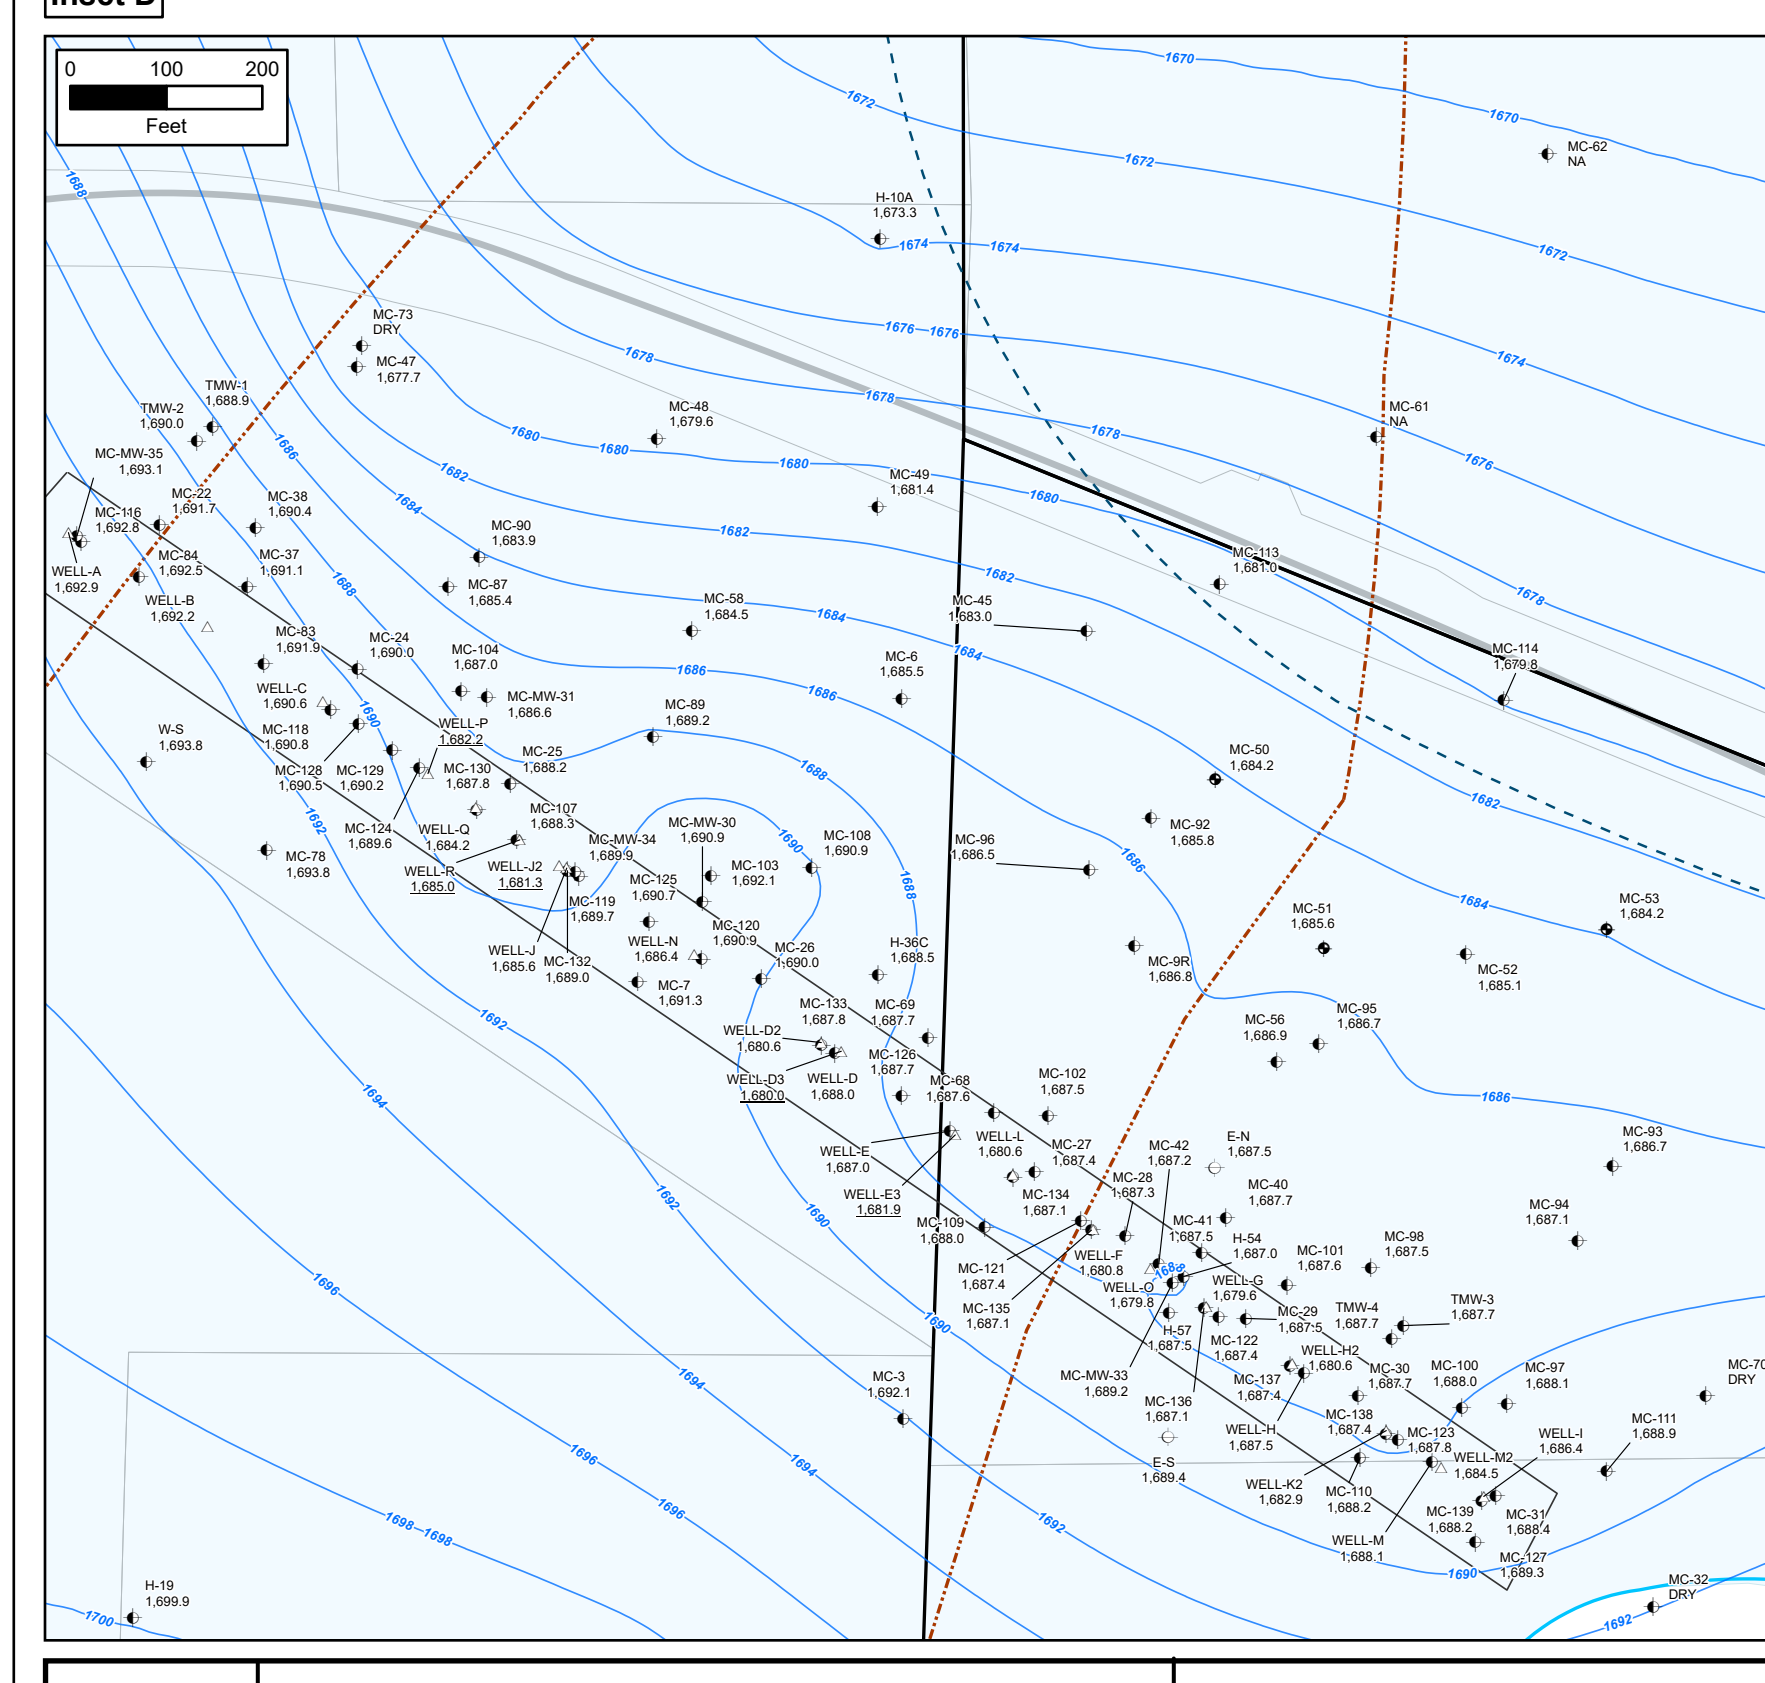 Inset D
0 100 200
Feet
1670
1672
1670
MC-62
NA
1672
1688
H-10A
1,673.3
1674
1674
1672
MC-73
DRY
MC-47
1,677.7
1676
1676
1678
1674
TMW-1
1,688.9
TMW-2
1,690.0
1678
MC-48
1,679.6
MC-61
NA
1678
1686
1680
1680
1680
1676
MC-MW-35
1,693.1
1682
MC-49
1,681.4
1680
MC-22
1,691.7
MC-38
1,690.4
1684
MC-116
1,692.8
MC-90
1,683.9
1682
MC-84
1,692.5
MC-37
1,691.1
MC-113
1,681.0
WELL-A
1,692.9
1688
MC-87
1,685.4
1682
1678
WELL-B
1,692.2
MC-58
1,684.5
1684
MC-45
1,683.0
MC-83
1,691.9
MC-24
1,690.0
MC-104
1,687.0
MC-6
1,685.5
1684
MC-114
1,679.8
WELL-C
1,690.6
MC-MW-31
1,686.6
1686
1686
W-S
1,693.8
MC-118
1,690.8
1690
WELL-P
1,682.2
MC-89
1,689.2
MC-25
1,688.2
1688
MC-50
1,684.2
MC-128
1,690.5
MC-129
1,690.2
MC-130
1,687.8
1682
1692
MC-124
1,689.6
WELL-Q
1,684.2
MC-107
1,688.3
MC-MW-34
1,689.9
MC-MW-30
1,690.9
1690
MC-108
1,690.9
MC-96
1,686.5
MC-92
1,685.8
MC-78
1,693.8
WELL-R
1,685.0
WELL-J2
1,681.3
MC-125
1,690.7
MC-103
1,692.1
1688
1686
1684
MC-53
1,684.2
MC-119
1,689.7
MC-120
1,690.9
MC-51
1,685.6
WELL-J
1,685.6
MC-132
1,689.0
WELL-N
1,686.4
MC-26
1,690.0
H-36C
1,688.5
MC-9R
1,686.8
MC-52
1,685.1
MC-7
1,691.3
1692
MC-133
1,687.8
MC-69
1,687.7
MC-56
1,686.9
MC-95
1,686.7
WELL-D2
1,680.6
MC-126
1,687.7
1694
WELL-D3
1,680.0
WELL-D
1,688.0
MC-68
1,687.6
MC-102
1,687.5
1686
WELL-E
1,687.0
WELL-L
1,680.6
MC-27
1,687.4
MC-42
1,687.2
E-N
1,687.5
MC-93
1,686.7
1692
WELL-E3
1,681.9
MC-134
1,687.1
MC-28
1,687.3
MC-40
1,687.7
1690
MC-109
1,688.0
MC-41
1,687.5
MC-94
1,687.1
1696
MC-121
1,687.4
WELL-F
1,680.8
1688
H-54
1,687.0
MC-101
1,687.6
MC-98
1,687.5
MC-135
1,687.1
WELL-O
1,679.8
WELL-G
1,679.6
1690
MC-29
1,687.5
TMW-4
1,687.7
TMW-3
1,687.7
H-57
1,687.5
MC-122
1,687.4
1694
MC-3
1,692.1
MC-MW-33
1,689.2
WELL-H2
1,680.6
MC-137
1,687.4
MC-30
1,687.7
MC-100
1,688.0
MC-97
1,688.1
MC-70
DRY
MC-136
1,687.1
MC-138
1,687.4
WELL-H
1,687.5
MC-123
1,687.8
WELL-I
1,686.4
MC-111
1,688.9
1696
1694
E-S
1,689.4
WELL-K2
1,682.9
WELL-M2
1,684.5
1696
MC-110
1,688.2
MC-139
1,688.2
MC-31
1,688.4
1698
1698
1692
WELL-M
1,688.1
MC-127
1,689.3
1690
H-19
1,699.9
MC-32
DRY
1700
1692